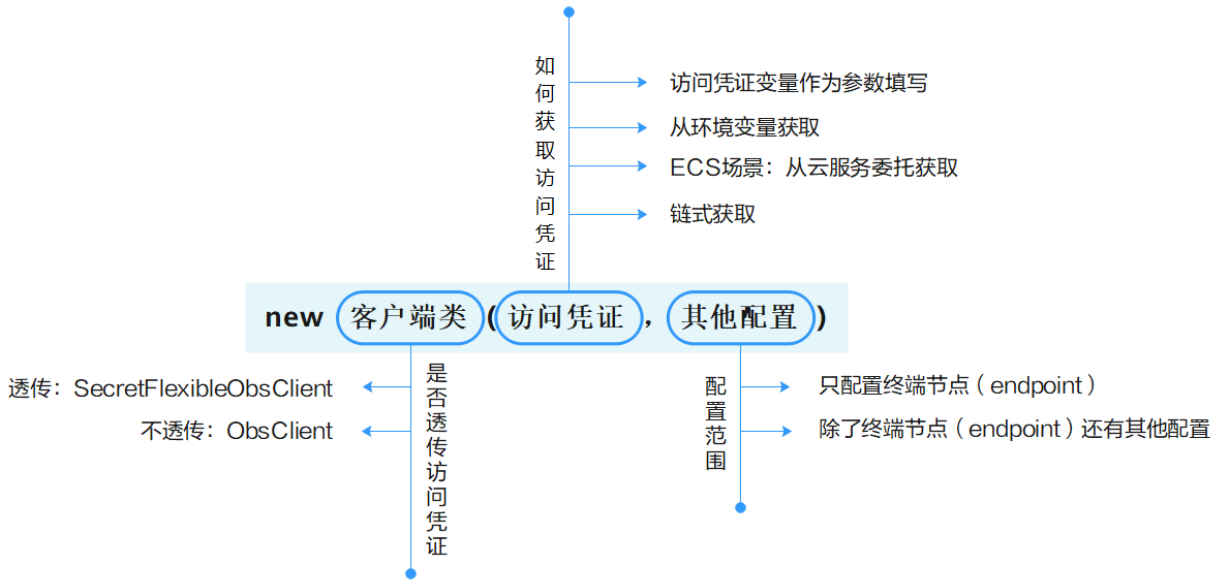 如何获取访问凭证
访问凭证变量作为参数填写
从环境变量获取
ECS场景：从云服务委托获取
链式获取
new 客户端类(访问凭证，其他配置)
是否透传访问凭证
透传：SecretFlexibleObsClient
不透传：ObsClient
配置范围
只配置终端节点（endpoint）
除了终端节点（endpoint）还有其他配置